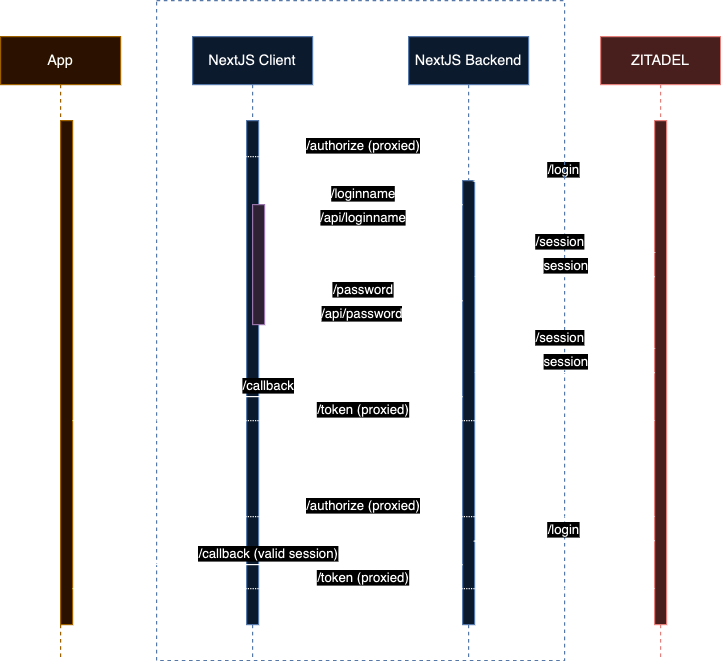 App
NextJS Client
NextJS Backend
ZITADEL
/authorize (proxied)
/login
/loginname
/api/loginname
/session
session
/password
/api/password
/session
session
/callback
/token (proxied)
/authorize (proxied)
/login
/callback (valid session)
/token (proxied)